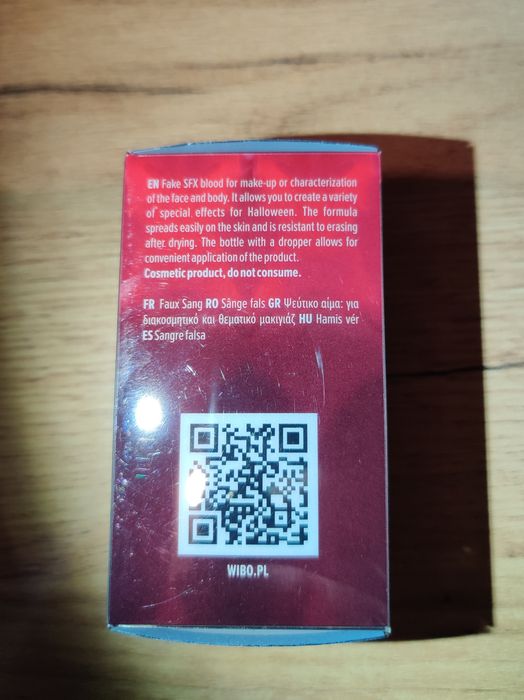 EN Fake SFX blood for make-up or characterization
of the face and body. It allows you to create a variety
of special effects for Halloween. The formula
spreads easily on the skin and is resistant to erasing
after drying. The bottle with a dropper allows for
convenient application of the product.
Cosmetic product, do not consume.
FR Faux Sang RO Sânge fals GR Ψεύτικο αίμα: για
διακοσμητικό και θεματικό μακιγιάζ HU Hamis vér
ES Sangre falsa
WIBO.PL